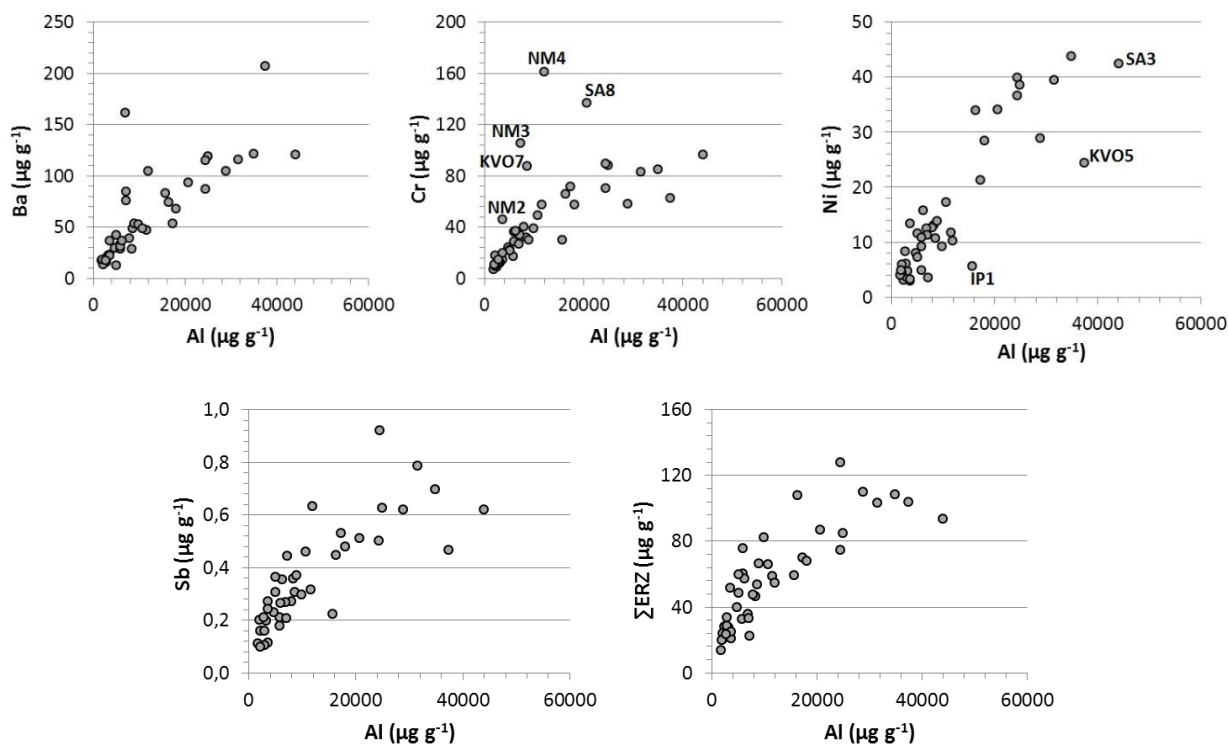 Ba (µg g-1)
250
200
150
100
50
0
0 20000 40000 60000
Al (µg g-1)
Cr (µg g-1)
200
160
120
80
40
0
NM4
SA8
NM3
KVO7
NM2
0 20000 40000 60000
Al (µg g-1)
Ni (µg g-1)
50
40
30
20
10
0
SA3
KVO5
IP1
0 20000 40000 60000
Al (µg g-1)
Sb (µg g-1)
1,0
0,8
0,6
0,4
0,2
0,0
0 20000 40000 60000
Al (µg g-1)
∑ERZ (µg g-1)
160
120
80
40
0
0 20000 40000 60000
Al (µg g-1)